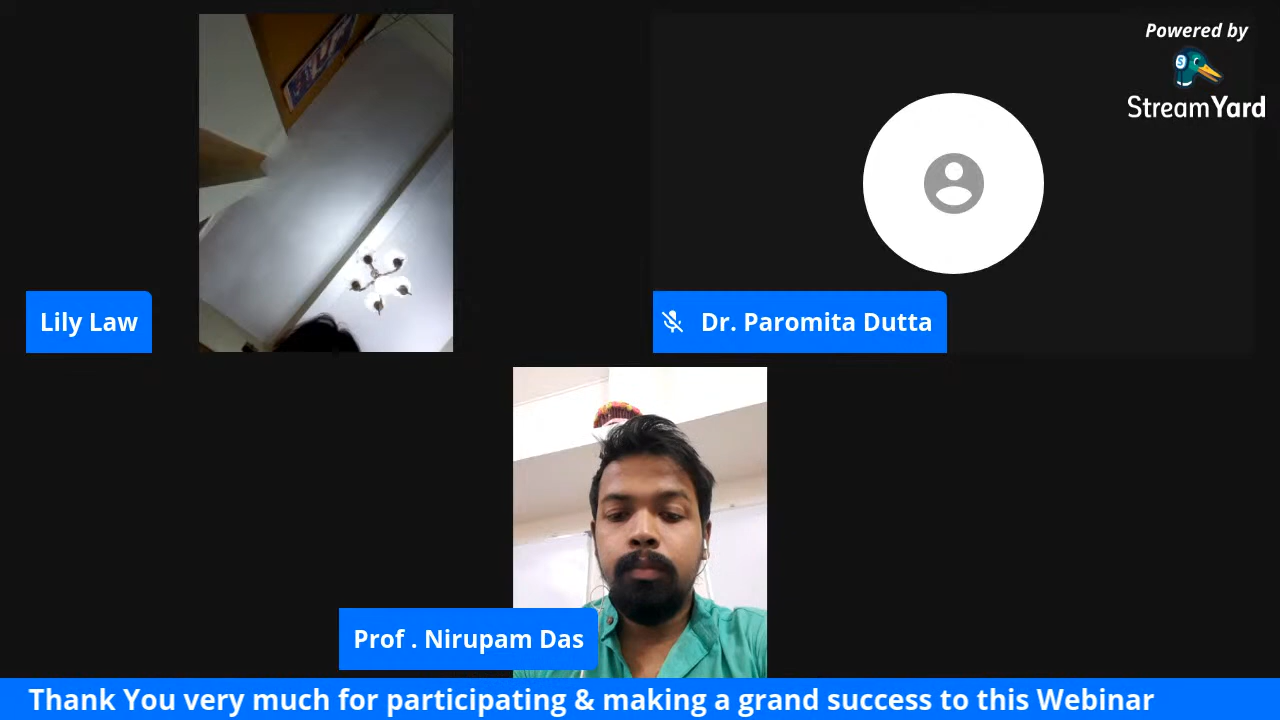 Powered by
StreamYard
Lily Law
Dr. Paromita Dutta
Prof . Nirupam Das
Thank You very much for participating & making a grand success to this Webinar